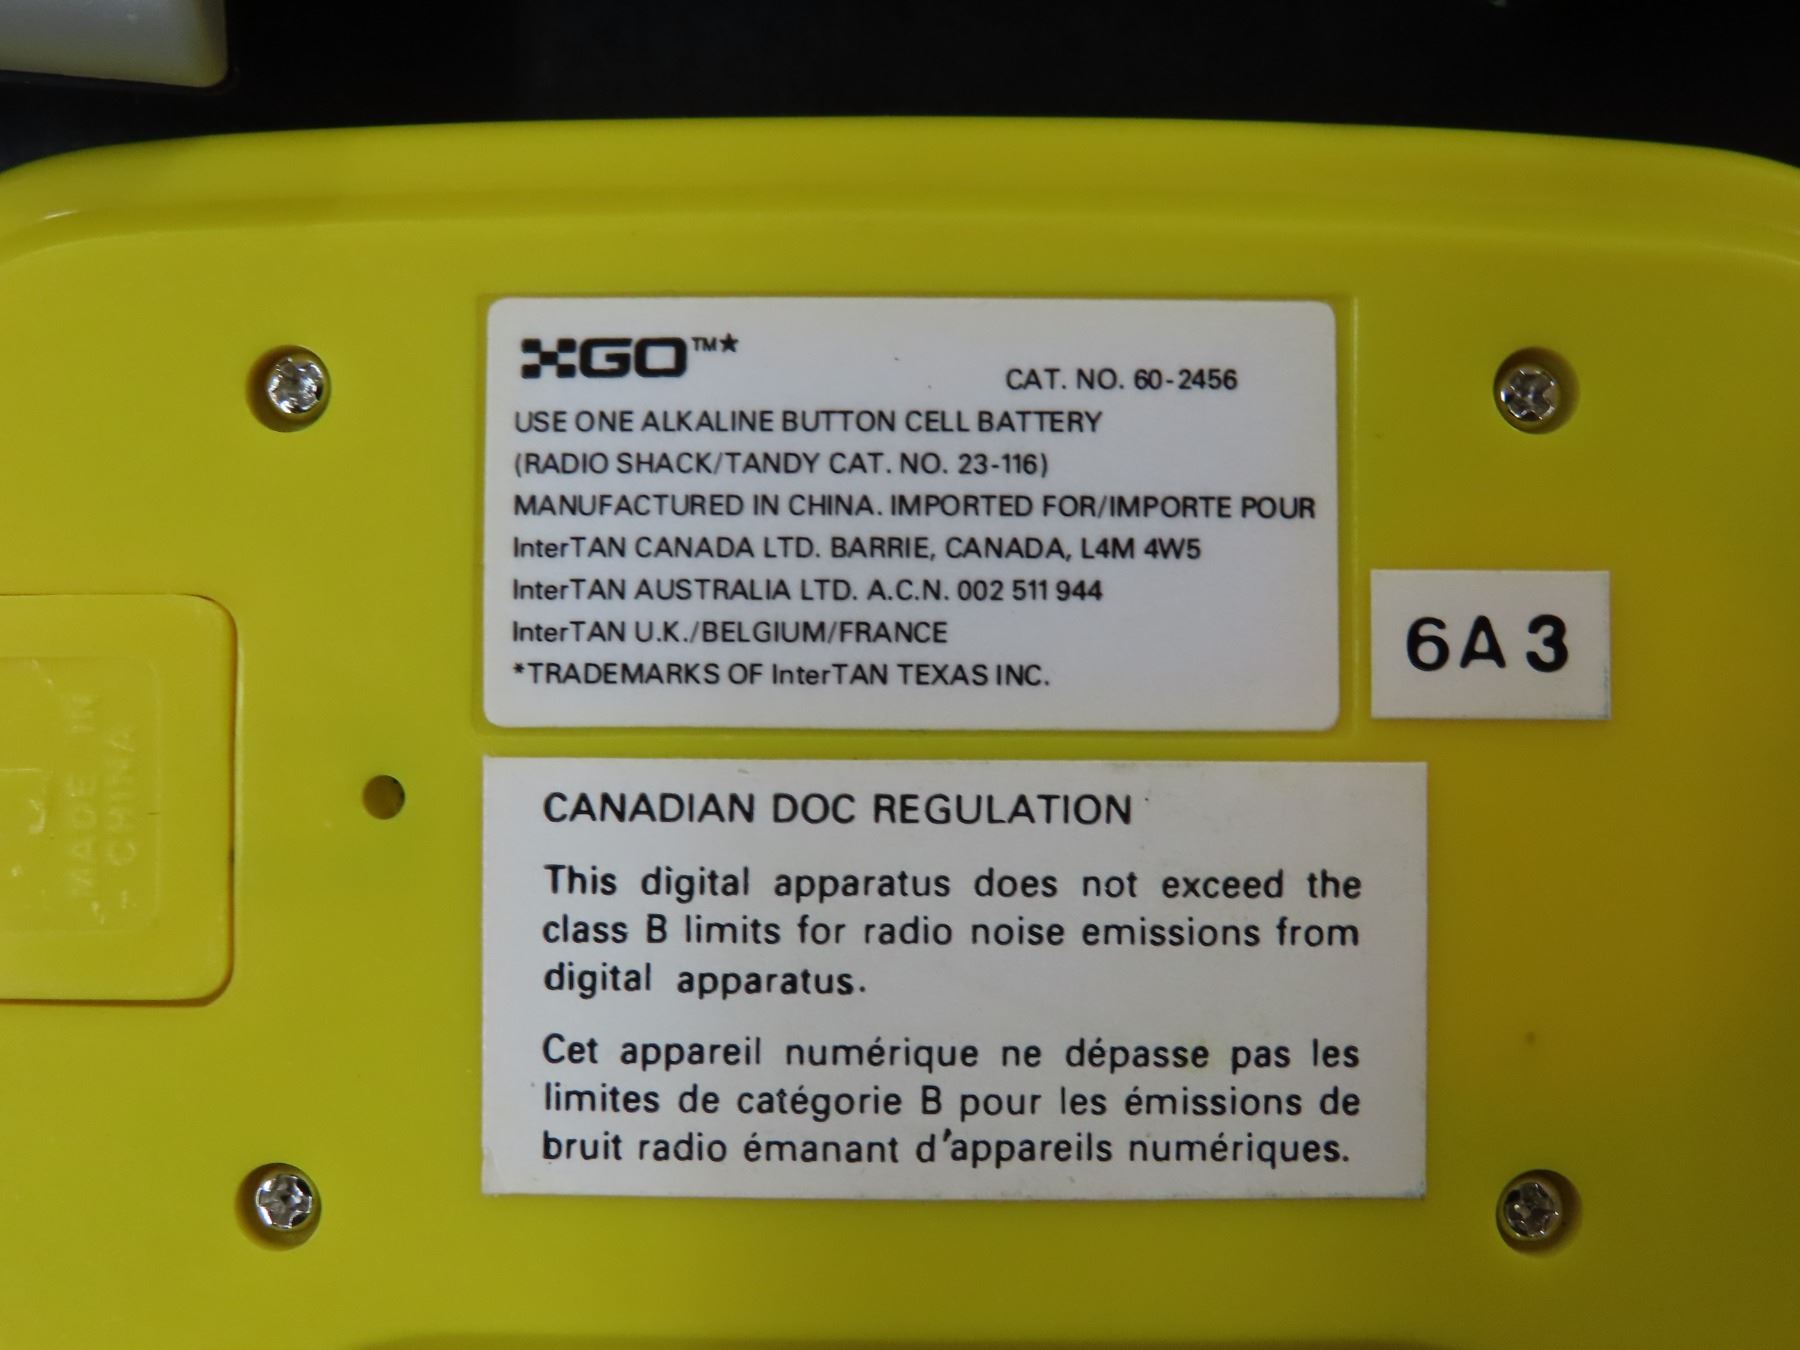 XGO™★
CAT. NO. 60-2456
USE ONE ALKALINE BUTTON CELL BATTERY
(RADIO SHACK/TANDY CAT. NO. 23-116)
MANUFACTURED IN CHINA. IMPORTED FOR/IMPORTE POUR
InterTAN CANADA LTD. BARRIE, CANADA, L4M 4W5
InterTAN AUSTRALIA LTD. A.C.N. 002 511 944
InterTAN U.K./BELGIUM/FRANCE
*TRADEMARKS OF InterTAN TEXAS INC.
6A3
MADE IN
CHINA
CANADIAN DOC REGULATION
This digital apparatus does not exceed the
class B limits for radio noise emissions from
digital apparatus.
Cet appareil numérique ne dépasse pas les
limites de catégorie B pour les émissions de
bruit radio émanant d'appareils numériques.